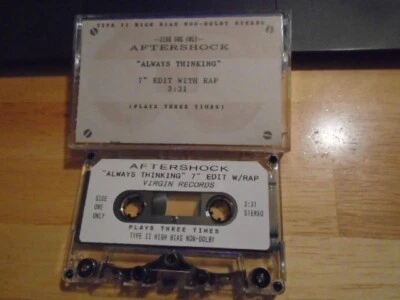 TYPE II HIGH BIAS NON-DOLBY STEREO
—SIDE ONE ONLY—
AFTERSHOCK
"ALWAYS THINKING"
7" EDIT WITH RAP
3:31
(PLAYS THREE TIMES)
AFTERSHOCK
"ALWAYS THINKING" 7" EDIT W/RAP
VIRGIN RECORDS
SIDE
ONE
ONLY
3:31
STEREO
PLAYS THREE TIMES
TYPE II HIGH BIAS NON-DOLBY